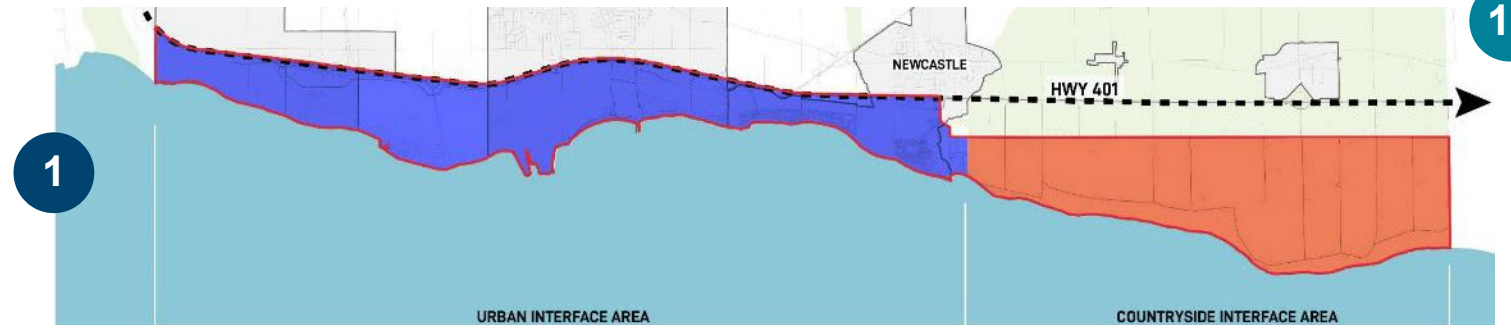 1
NEWCASTLE
HWY 401
1
URBAN INTERFACE AREA
COUNTRYSIDE INTERFACE AREA